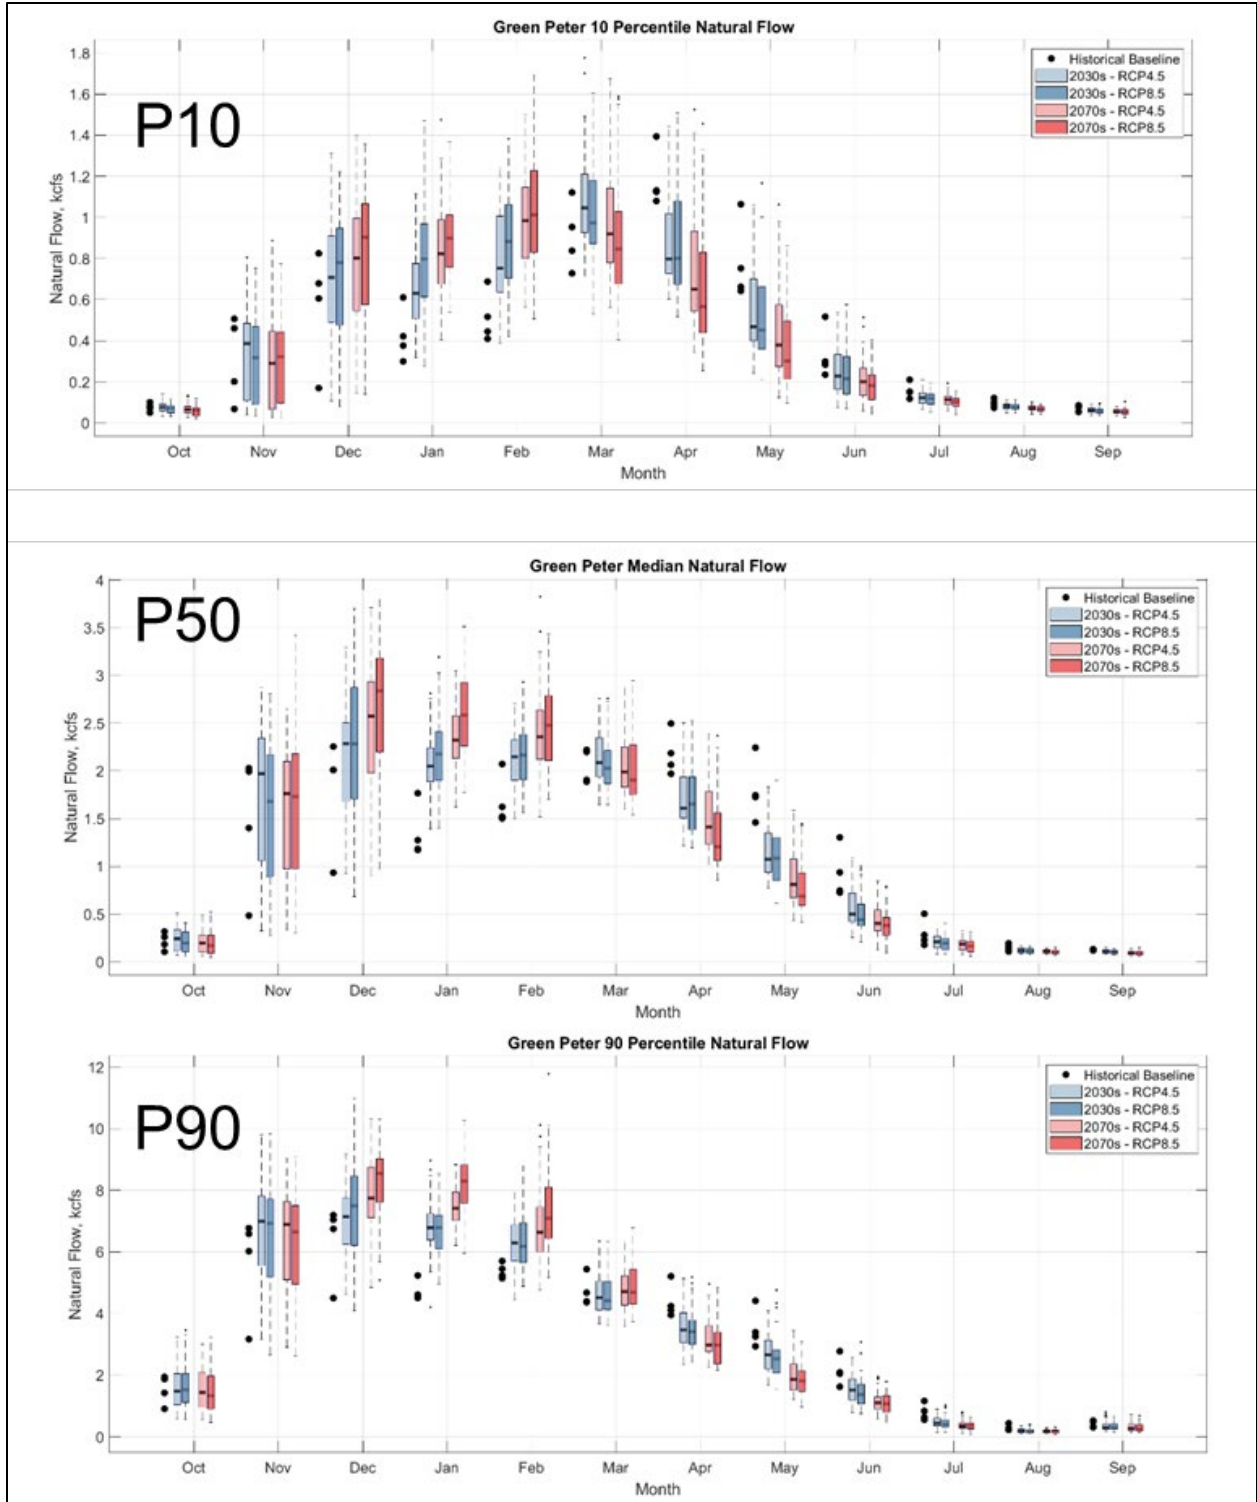 Green Peter 10 Percentile Natural Flow
P10
Historical Baseline
2030s - RCP4.5
2030s - RCP8.5
2070s - RCP4.5
2070s - RCP8.5
Natural Flow, kcfs
1.8
1.6
1.4
1.2
1
0.8
0.6
0.4
0.2
0
Oct Nov Dec Jan Feb Mar Apr May Jun Jul Aug Sep
Month
Green Peter Median Natural Flow
P50
Historical Baseline
2030s - RCP4.5
2030s - RCP8.5
2070s - RCP4.5
2070s - RCP8.5
Natural Flow, kcfs
4
3.5
3
2.5
2
1.5
1
0.5
0
Oct Nov Dec Jan Feb Mar Apr May Jun Jul Aug Sep
Month
Green Peter 90 Percentile Natural Flow
P90
Historical Baseline
2030s - RCP4.5
2030s - RCP8.5
2070s - RCP4.5
2070s - RCP8.5
Natural Flow, kcfs
12
10
8
6
4
2
0
Oct Nov Dec Jan Feb Mar Apr May Jun Jul Aug Sep
Month